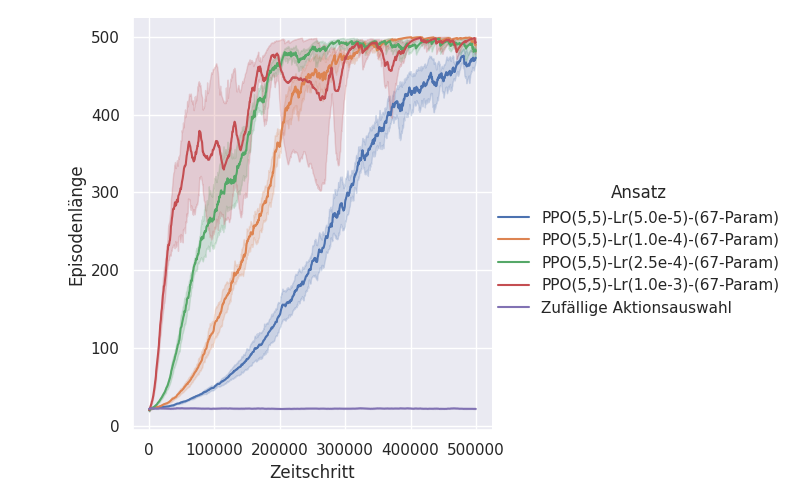 500
400
300
200
100
0
Episodenlänge
0 100000 200000 300000 400000 500000
Zeitschritt
Ansatz
PPO(5,5)-Lr(5.0e-5)-(67-Param)
PPO(5,5)-Lr(1.0e-4)-(67-Param)
PPO(5,5)-Lr(2.5e-4)-(67-Param)
PPO(5,5)-Lr(1.0e-3)-(67-Param)
Zufällige Aktionsauswahl